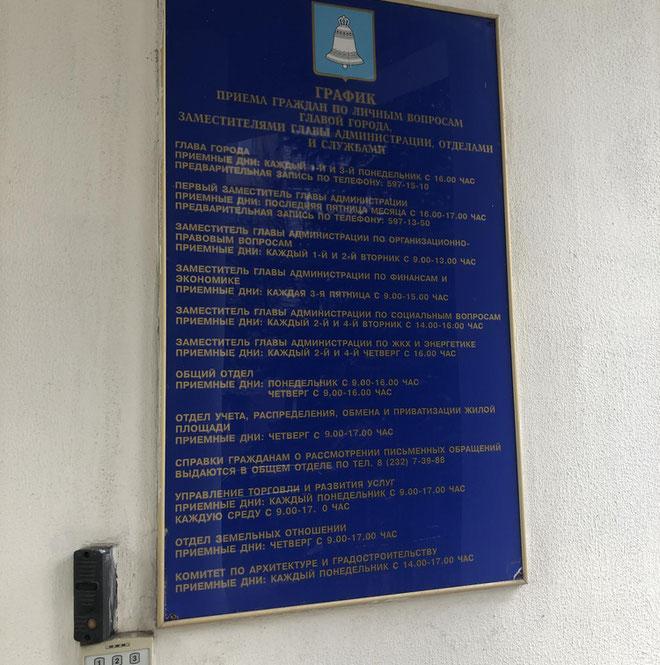 ГРАФИК
ПРИЕМА ГРАЖДАН ПО ЛИЧНЫМ ВОПРОСАМ
ГЛАВОЙ ГОРОДА,
ЗАМЕСТИТЕЛЯМИ ГЛАВЫ АДМИНИСТРАЦИИ, ОТДЕЛАМИ
И СЛУЖБАМИ
ГЛАВА ГОРОДА
ПРИЕМНЫЕ ДНИ: КАЖДЫЙ 1-Й И 3-Й ПОНЕДЕЛЬНИК С 16.00 ЧАС
ПРЕДВАРИТЕЛЬНАЯ ЗАПИСЬ ПО ТЕЛЕФОНУ: 597-15-10
ПЕРВЫЙ ЗАМЕСТИТЕЛЬ ГЛАВЫ АДМИНИСТРАЦИИ
ПРИЕМНЫЕ ДНИ: ПОСЛЕДНЯЯ ПЯТНИЦА МЕСЯЦА С 16.00-17.00 ЧАС
ПРЕДВАРИТЕЛЬНАЯ ЗАПИСЬ ПО ТЕЛЕФОНУ: 597-13-50
ЗАМЕСТИТЕЛЬ ГЛАВЫ АДМИНИСТРАЦИИ ПО ОРГАНИЗАЦИОННО-
ПРАВОВЫМ ВОПРОСАМ
ПРИЕМНЫЕ ДНИ: КАЖДЫЙ 1-Й И 2-Й ВТОРНИК С 9.00-13.00 ЧАС
ЗАМЕСТИТЕЛЬ ГЛАВЫ АДМИНИСТРАЦИИ ПО ФИНАНСАМ И
ЭКОНОМИКЕ
ПРИЕМНЫЕ ДНИ: КАЖДАЯ 3-Я ПЯТНИЦА С 9.00-15.00 ЧАС
ЗАМЕСТИТЕЛЬ ГЛАВЫ АДМИНИСТРАЦИИ ПО СОЦИАЛЬНЫМ ВОПРОСАМ
ПРИЕМНЫЕ ДНИ: КАЖДЫЙ 2-Й И 4-Й ВТОРНИК С 14.00-16.00 ЧАС
ЗАМЕСТИТЕЛЬ ГЛАВЫ АДМИНИСТРАЦИИ ПО ЖКХ И ЭНЕРГЕТИКЕ
ПРИЕМНЫЕ ДНИ: КАЖДЫЙ 2-Й И 4-Й ЧЕТВЕРГ С 16.00 ЧАС
ОБЩИЙ ОТДЕЛ
ПРИЕМНЫЕ ДНИ: ПОНЕДЕЛЬНИК С 9.00-16.00 ЧАС
ЧЕТВЕРГ С 9.00-16.00 ЧАС
ОТДЕЛ УЧЕТА, РАСПРЕДЕЛЕНИЯ, ОБМЕНА И ПРИВАТИЗАЦИИ ЖИЛОЙ
ПЛОЩАДИ
ПРИЕМНЫЕ ДНИ: ЧЕТВЕРГ С 9.00-17.00 ЧАС
СПРАВКИ ГРАЖДАНАМ О РАССМОТРЕНИИ ПИСЬМЕННЫХ ОБРАЩЕНИЙ
ВЫДАЮТСЯ В ОБЩЕМ ОТДЕЛЕ ПО ТЕЛ. 8 (232) 7-39-88
УПРАВЛЕНИЕ ТОРГОВЛИ И РАЗВИТИЯ УСЛУГ
ПРИЕМНЫЕ ДНИ: КАЖДЫЙ ПОНЕДЕЛЬНИК С 9.00-17.00 ЧАС
КАЖДУЮ СРЕДУ С 9.00-17. 0 ЧАС
ОТДЕЛ ЗЕМЕЛЬНЫХ ОТНОШЕНИЙ
ПРИЕМНЫЕ ДНИ: ЧЕТВЕРГ С 9.00-17.00 ЧАС
КОМИТЕТ ПО АРХИТЕКТУРЕ И ГРАДОСТРОИТЕЛЬСТВУ
ПРИЕМНЫЕ ДНИ: КАЖДЫЙ ПОНЕДЕЛЬНИК С 14.00-17.00 ЧАС
1 2 3